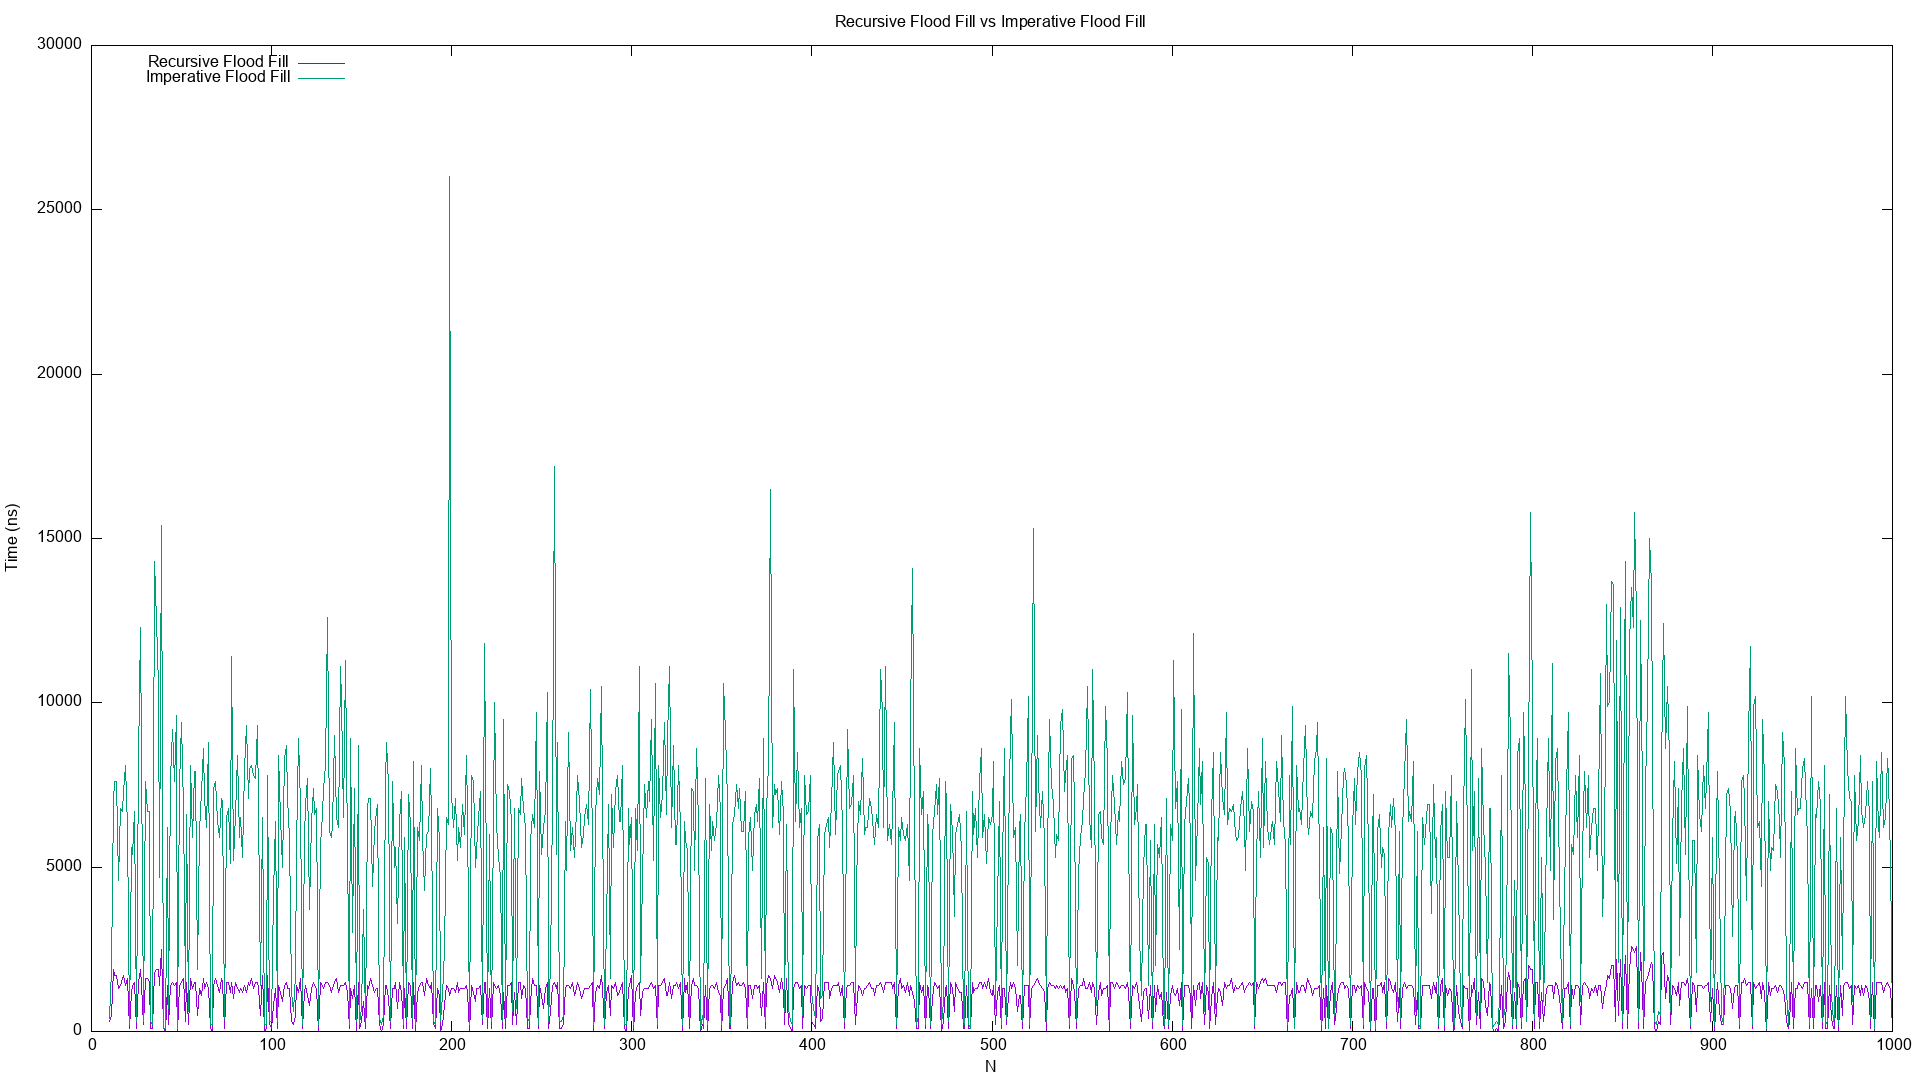 Recursive Flood Fill vs Imperative Flood Fill
30000
Recursive Flood Fill
Imperative Flood Fill
25000
20000
15000
Time (ns)
10000
5000
0
0 100 200 300 400 500 600 700 800 900 1000
N